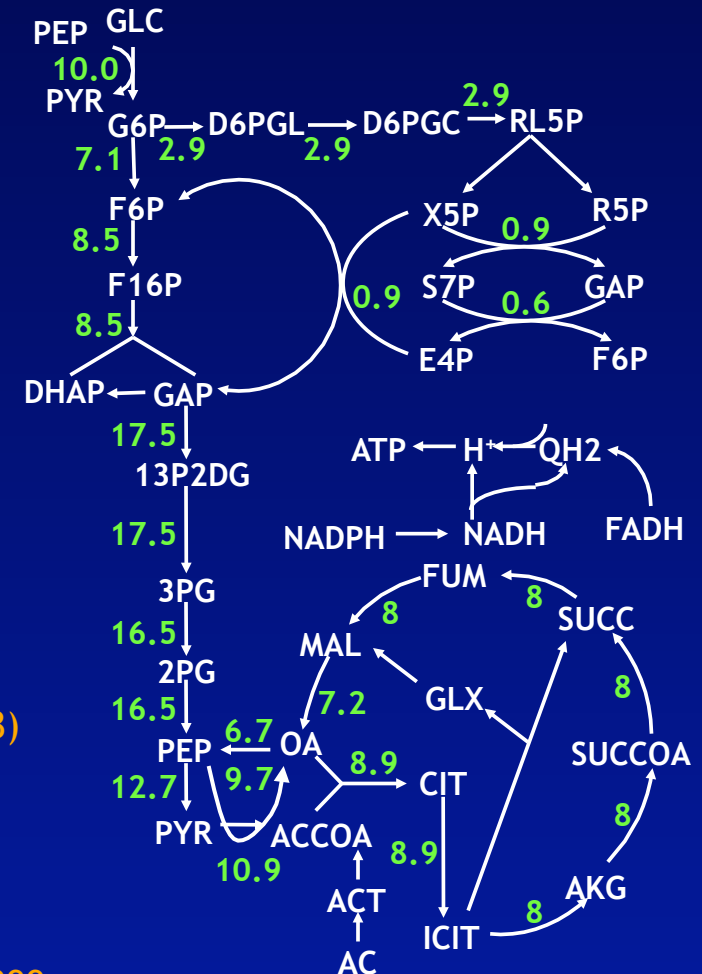 GLC
PEP
10.0
PYR
2.9
G6P D6PGL D6PGC RL5P
7.1 2.9 2.9
F6P X5P R5P
8.5 0.9
F16P S7P GAP
0.9 0.6
8.5
E4P F6P
DHAP GAP
17.5
ATP H+ QH2
13P2DG
17.5
NADPH NADH FADH
FUM
3PG 8 8 SUCC
16.5 MAL
2PG 8
7.2 GLX
16.5 3)
6.7
PEP OA SUCCOA
12.7 9.7 8.9 CIT
8
PYR ACCOA
10.9 8.9
ACT AKG
8
ICIT
AC